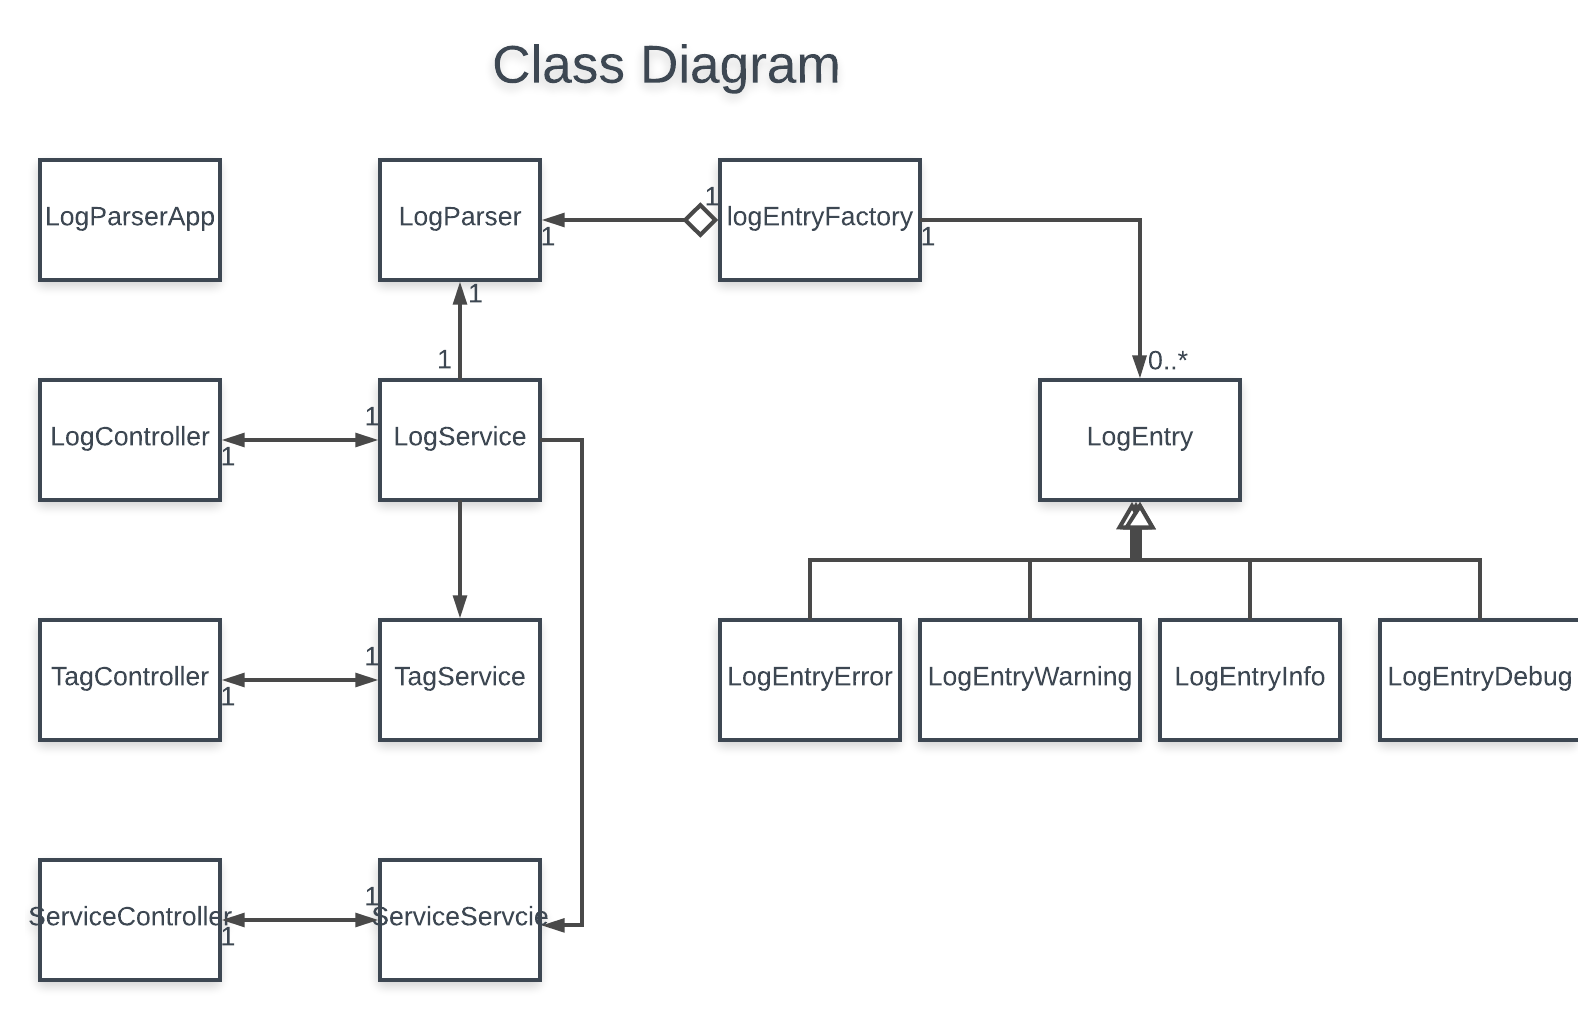 Class Diagram
LogParserApp
LogParser
1
1
logEntryFactory
1
1
1
0..*
LogController
1
1
LogService
LogEntry
TagController
1
1
TagService
LogEntryError
LogEntryWarning
LogEntryInfo
LogEntryDebug
ServiceController
1
1
ServiceServcie